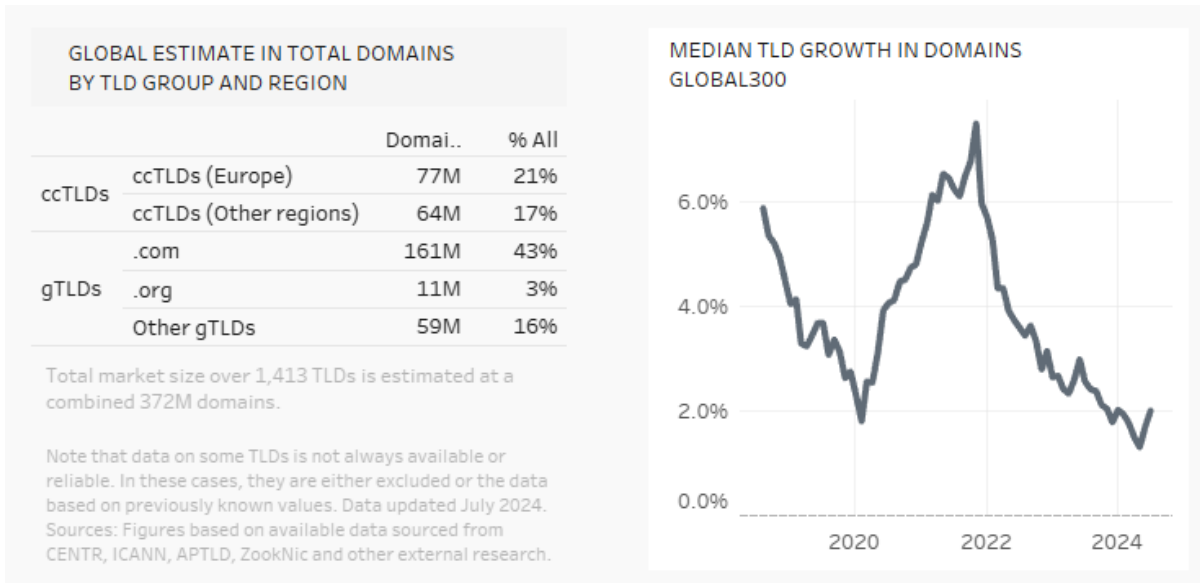 GLOBAL ESTIMATE IN TOTAL DOMAINS
BY TLD GROUP AND REGION
Domai.. % All
ccTLDs ccTLDs (Europe) 77M 21%
ccTLDs (Other regions) 64M 17%
gTLDs .com 161M 43%
.org 11M 3%
Other gTLDs 59M 16%
Total market size over 1,413 TLDs is estimated at a
combined 372M domains.
Note that data on some TLDs is not always available or
reliable. In these cases, they are either excluded or the data
based on previously known values. Data updated July 2024.
Sources: Figures based on available data sourced from
CENTR, ICANN, APTLD, ZookNic and other external research.
MEDIAN TLD GROWTH IN DOMAINS
GLOBAL300
6.0%
4.0%
2.0%
0.0%
2020 2022 2024